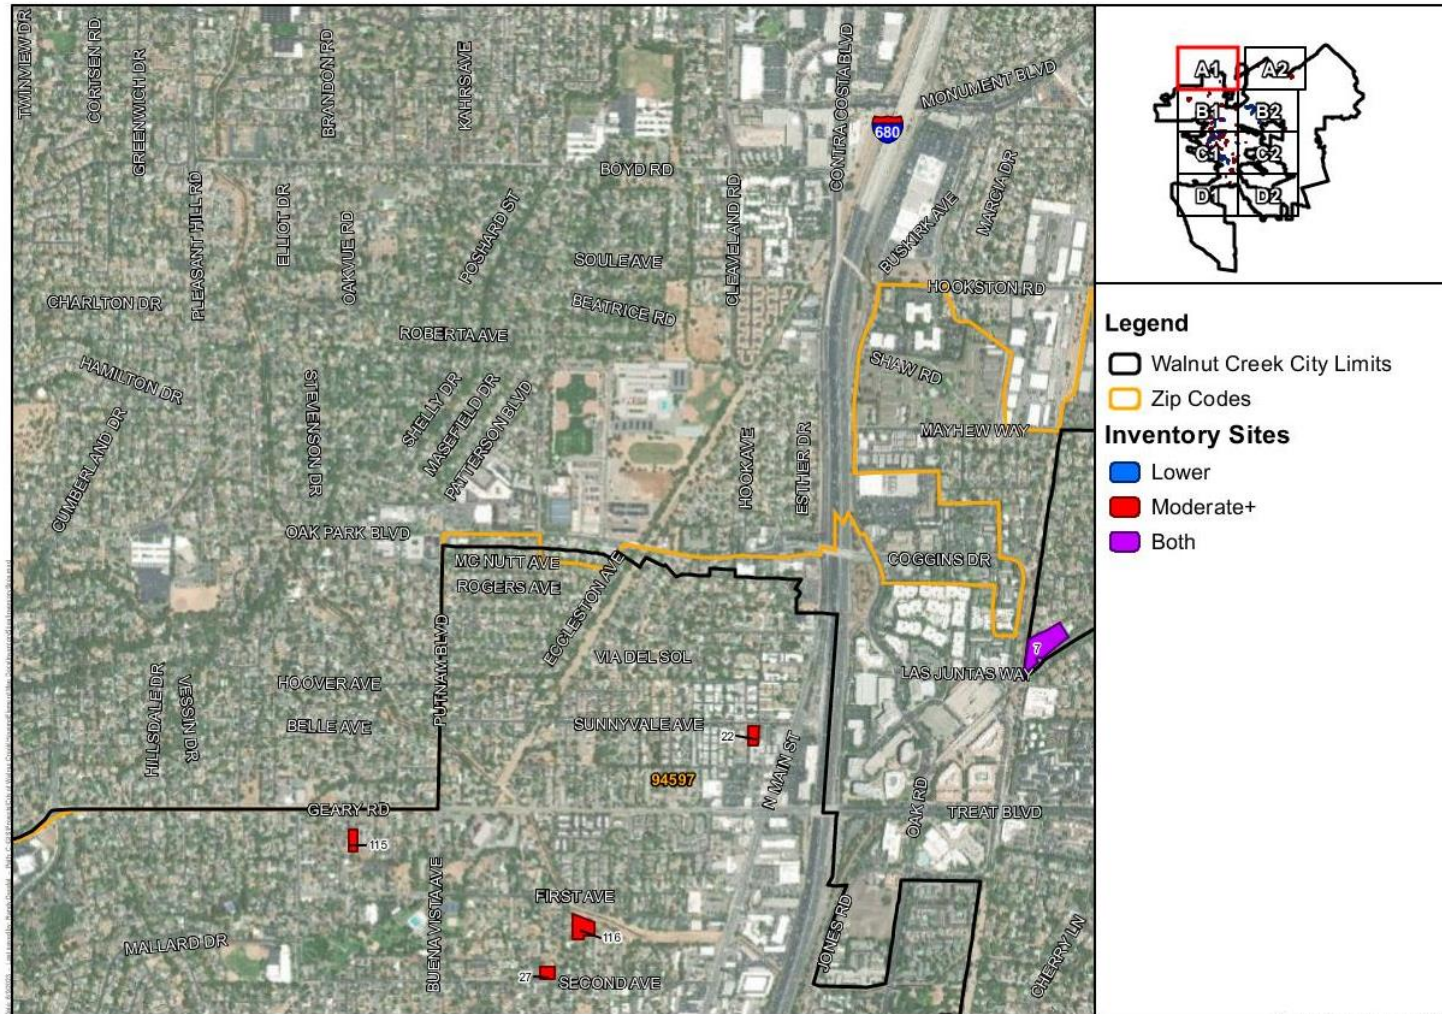 TWINVIEW DR
CORTSEN RD
GREENWICH DR
BRANDON RD
KAHRS AVE
CONTRA COSTA BLVD
MONUMENT BLVD
680
BOYD RD
MARCIA DR
PLEASANT HILL RD
ELLIOT DR
OAKVUE RD
POSHARD ST
CLEAVELAND RD
BUSKIRK AVE
SOULE AVE
HOOKSTON RD
CHARLTON DR
BEATRICE RD
ROBERTA AVE
SHAW RD
HAMILTON DR
STEVENSON DR
SHELLY DR
MASEFIELD DR
PATTERSON BLVD
CUMBERLAND DR
HOOK AVE
ESTHER DR
MAYHEW WAY
OAK PARK BLVD
MC NUTT AVE
COGGINS DR
ROGERS AVE
ECCLESTON AVE
7
VIA DEL SOL
LAS JUNTAS WAY
HILLSDALE DR
VESSIN DR
HOOVER AVE
PUTNAM BLVD
BELLE AVE
SUNNYVALE AVE
22
N MAIN ST
94597
OAK RD
GEARY RD
TREAT BLVD
115
BUENA VISTA AVE
FIRST AVE
116
JONES RD
CHERRY LN
MALLARD DR
27
SECOND AVE
A1
A2
B1
B2
C1
C2
D1
D2
Legend
Walnut Creek City Limits
Zip Codes
Inventory Sites
Lower
Moderate+
Both